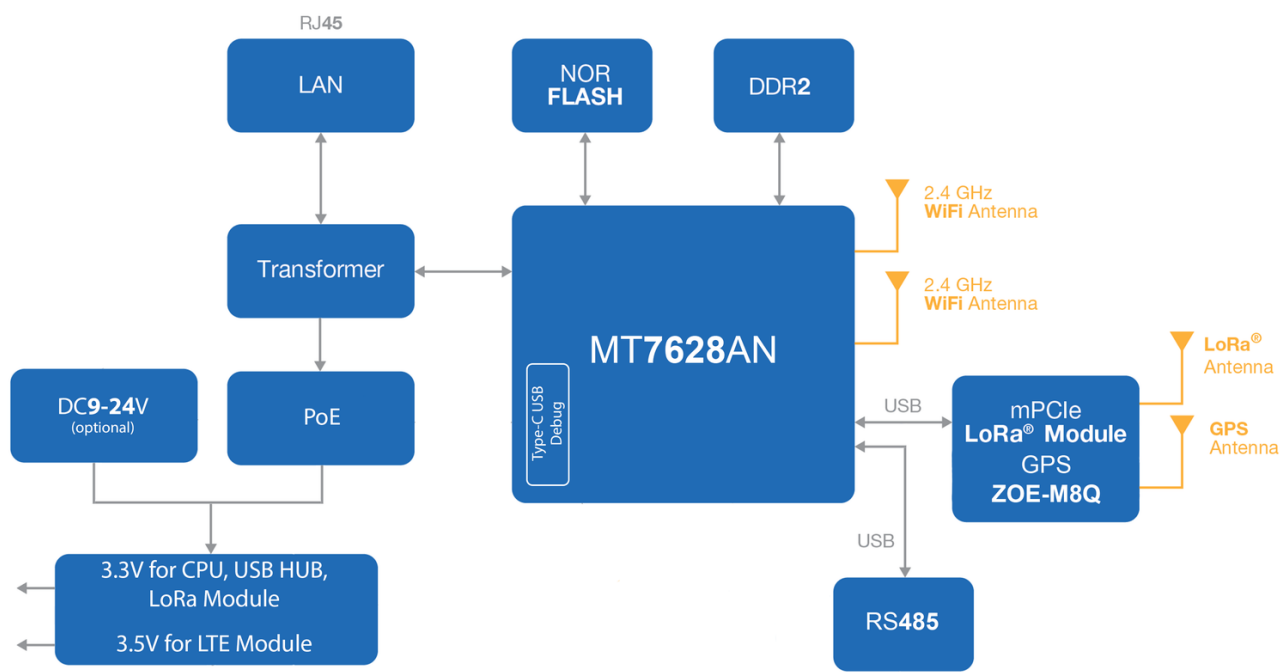 RJ45
LAN
NOR
FLASH
DDR2
2.4 GHz
WiFi Antenna
Transformer
2.4 GHz
WiFi Antenna
MT7628AN
Type-C USB
Debug
LoRa®
Antenna
DC9-24V
(optional)
PoE
USB
mPCIe
LoRa® Module
GPS
ZOE-M8Q
GPS
Antenna
USB
3.3V for CPU, USB HUB,
LoRa Module
3.5V for LTE Module
RS485